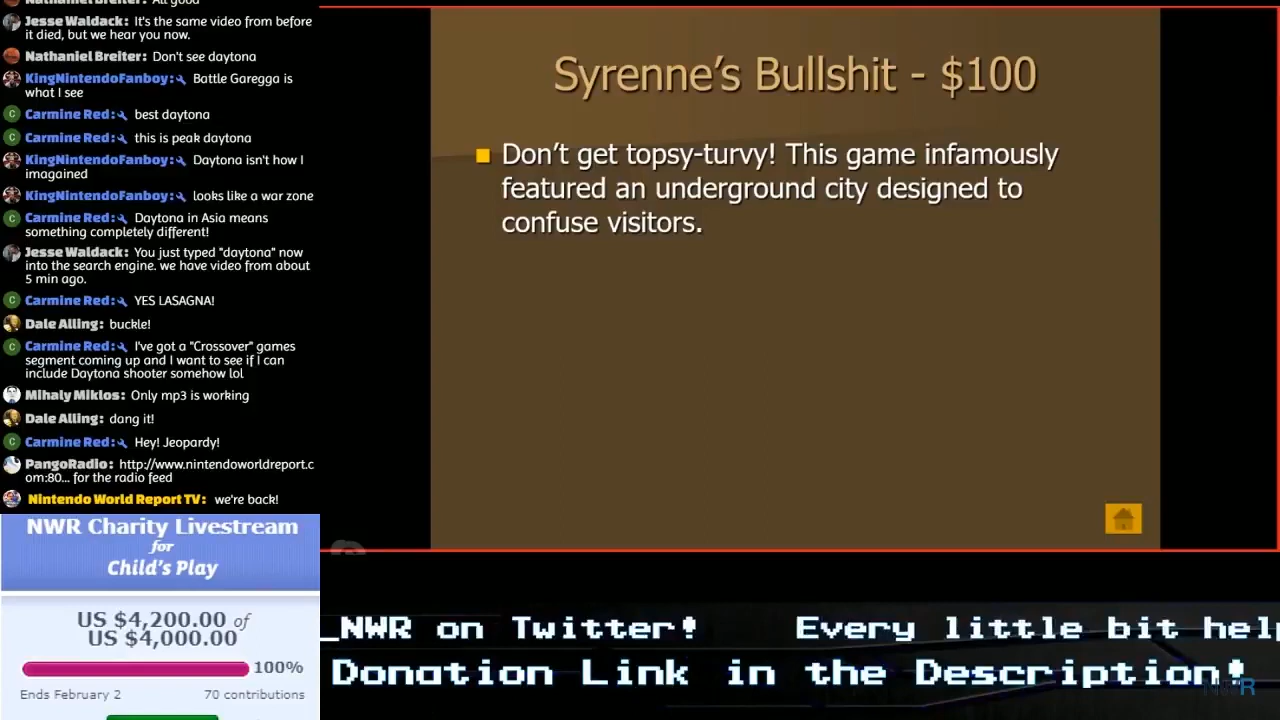 Nathaniel Breiter: All good
Jesse Waldack: It's the same video from before
it died, but we hear you now.
Nathaniel Breiter: Don't see daytona
KingNintendoFanboy: Battle Garegga is
what I see
C Carmine Red: best daytona
C Carmine Red: this is peak daytona
KingNintendoFanboy: Daytona isn't how I
imagained
KingNintendoFanboy: looks like a war zone
C Carmine Red: Daytona in Asia means
something completely different!
Jesse Waldack: You just typed "daytona" now
into the search engine. we have video from about
5 min ago.
C Carmine Red: YES LASAGNA!
Dale Alling: buckle!
C Carmine Red: I've got a "Crossover" games
segment coming up and I want to see if I can
include Daytona shooter somehow lol
Mihaly Miklos: Only mp3 is working
Dale Alling: dang it!
C Carmine Red: Hey! Jeopardy!
PangoRadio: http://www.nintendoworldreport.c
om:80... for the radio feed
Nintendo World Report TV: we're back!
NWR Charity Livestream
for
Child's Play
US $4,200.00 of
US $4,000.00
100%
Ends February 2 70 contributions
Syrenne's Bullshit - $100
Don't get topsy-turvy! This game infamously
featured an underground city designed to
confuse visitors.
_NWR on Twitter! Every little bit help
Donation Link in the Description!
NWR